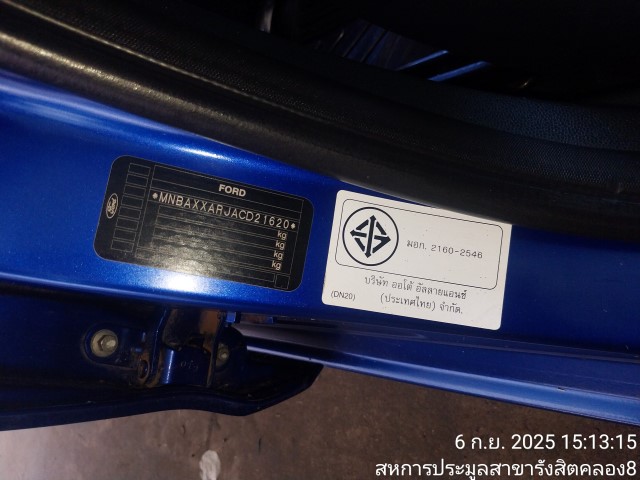 FORD
*MNBAXXARJACD21620*
kg
kg
kg
kg
มอก. 2160-2546
บริษัท ออโต้ อัลลายแอนซ์
(DN20) (ประเทศไทย) จำกัด.
6 ก.ย. 2025 15:13:15
สหการประมูลสาขารังสิตคลอง8